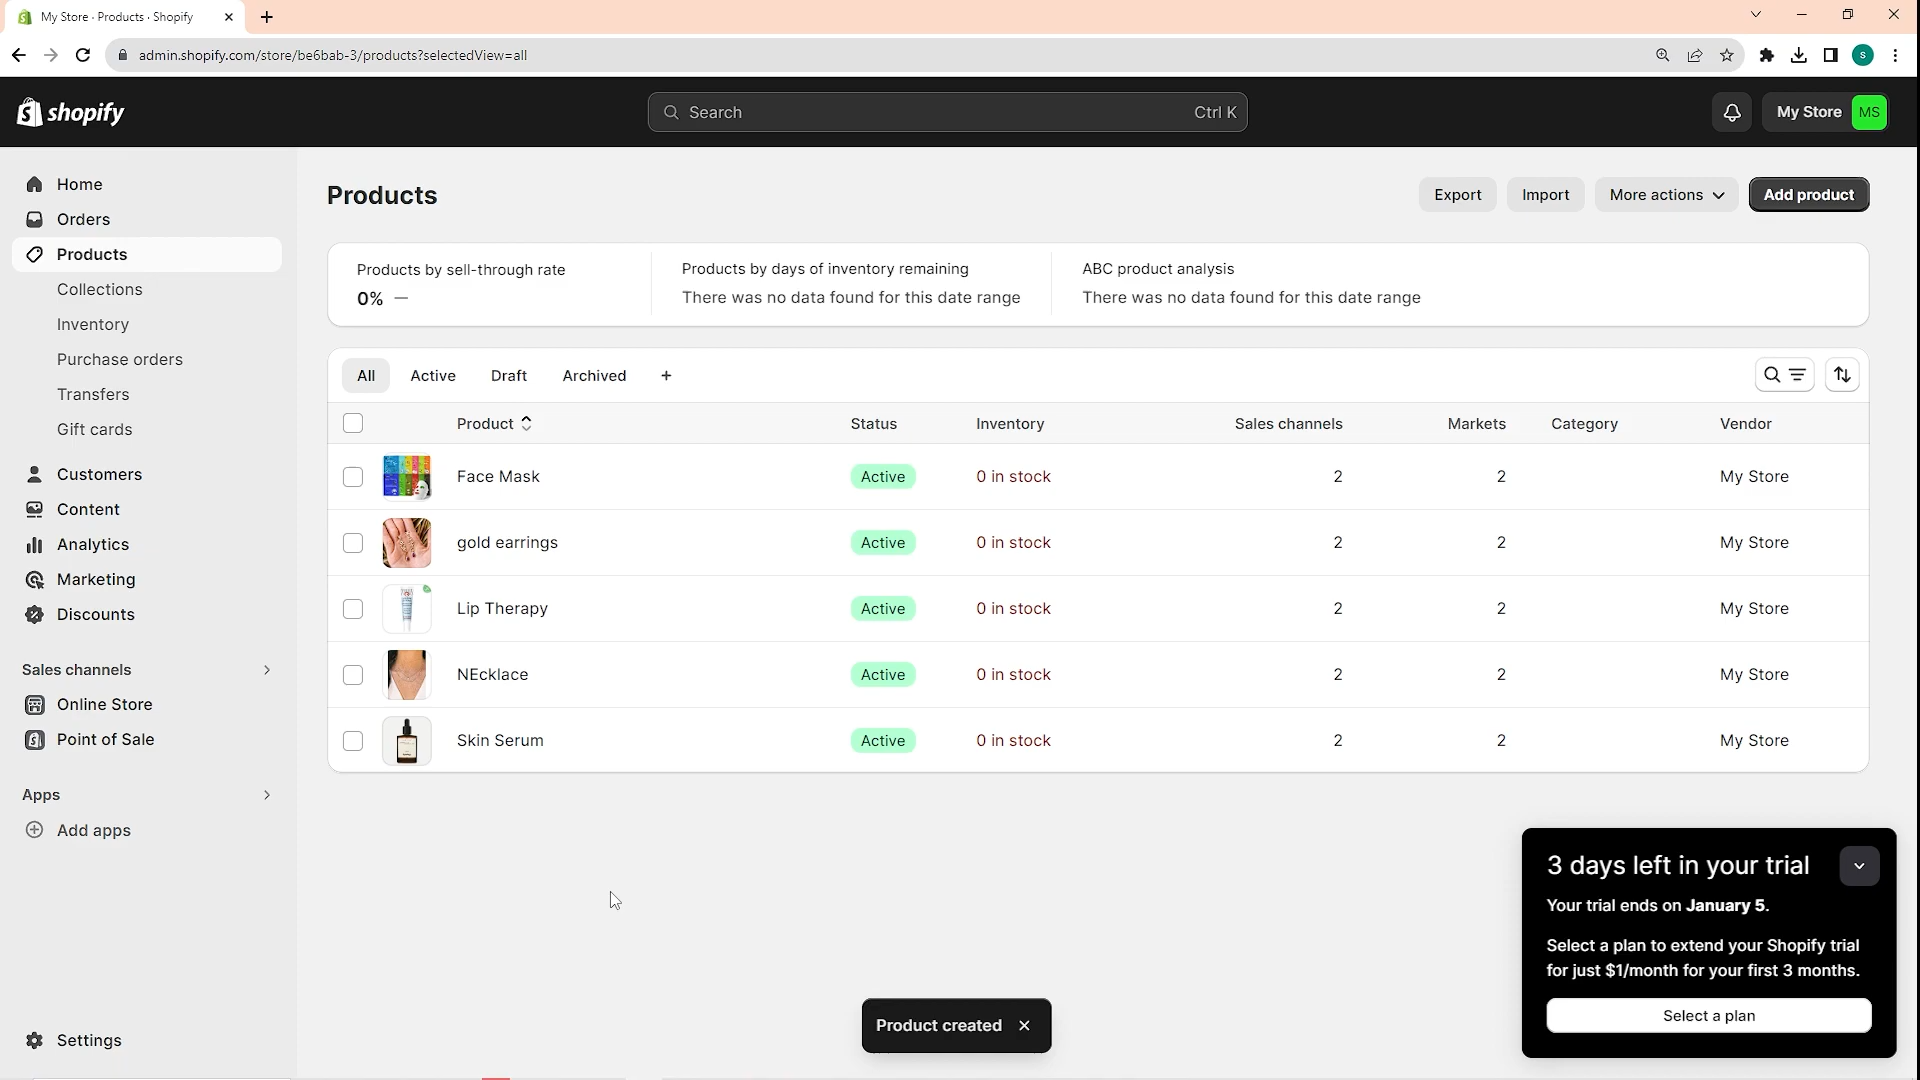 My Store · Products · Shopify
admin.shopify.com/store/be6bab-3/products?selectedView=all
S
shopify
Search
Ctrl K
My Store
MS
Home
Orders
Products
Collections
Inventory
Purchase orders
Transfers
Gift cards
Customers
Content
Analytics
Marketing
Discounts
Sales channels
Online Store
Point of Sale
Apps
Add apps
Settings
Products
Export
Import
More actions
Add product
Products by sell-through rate
0% —
Products by days of inventory remaining
There was no data found for this date range
ABC product analysis
There was no data found for this date range
All
Active
Draft
Archived
+
Product
Status
Inventory
Sales channels
Markets
Category
Vendor
Face Mask
Active
0 in stock
2
2
My Store
gold earrings
Active
0 in stock
2
2
My Store
Lip Therapy
Active
0 in stock
2
2
My Store
NEcklace
Active
0 in stock
2
2
My Store
Skin Serum
Active
0 in stock
2
2
My Store
3 days left in your trial
Your trial ends on January 5.
Select a plan to extend your Shopify trial
for just $1/month for your first 3 months.
Select a plan
Product created